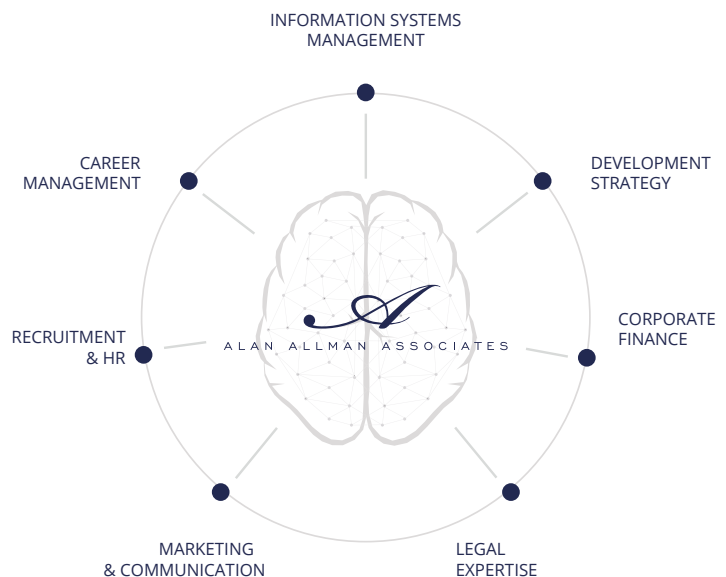 INFORMATION SYSTEMS
MANAGEMENT
CAREER
MANAGEMENT
DEVELOPMENT
STRATEGY
RECRUITMENT
& HR
CORPORATE
FINANCE
A
ALAN ALLMAN ASSOCIATES
MARKETING
& COMMUNICATION
LEGAL
EXPERTISE